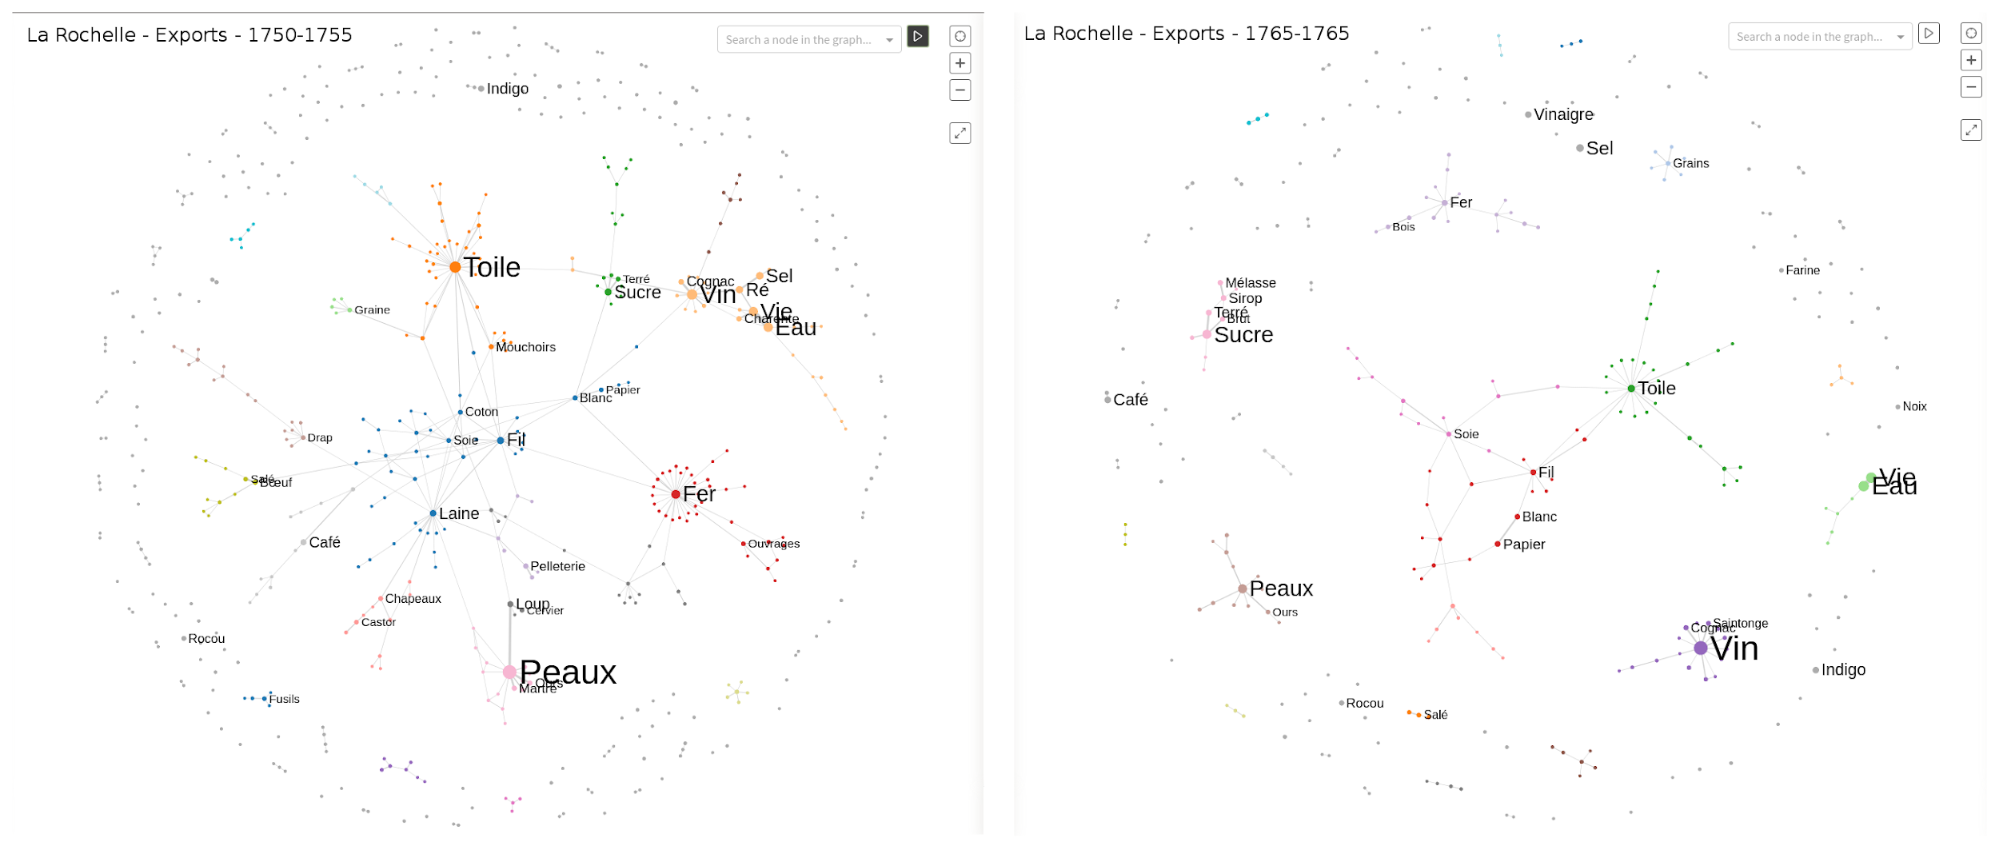 La Rochelle - Exports - 1750-1755
Search a node in the graph...
Indigo
Toile
Terré
Sucre
Cognac
Sel
Ré
Vin
Vie
Charente
Eau
Graine
Mouchoirs
Papier
Blanc
Coton
Soie
Fil
Drap
Salé
Bœuf
Fer
Laine
Café
Ouvrages
Pelleterie
Chapeaux
Loup
Cervier
Castor
Rocou
Peaux
Ours
Martre
Fusils
La Rochelle - Exports - 1765-1765
Search a node in the graph...
Vinaigre
Sel
Grains
Fer
Bois
Farine
Mélasse
Sirop
Terré
Brut
Sucre
Toile
Café
Noix
Soie
Fil
Vie
Eau
Blanc
Papier
Peaux
Ours
Saintonge
Cognac
Vin
Indigo
Rocou
Salé